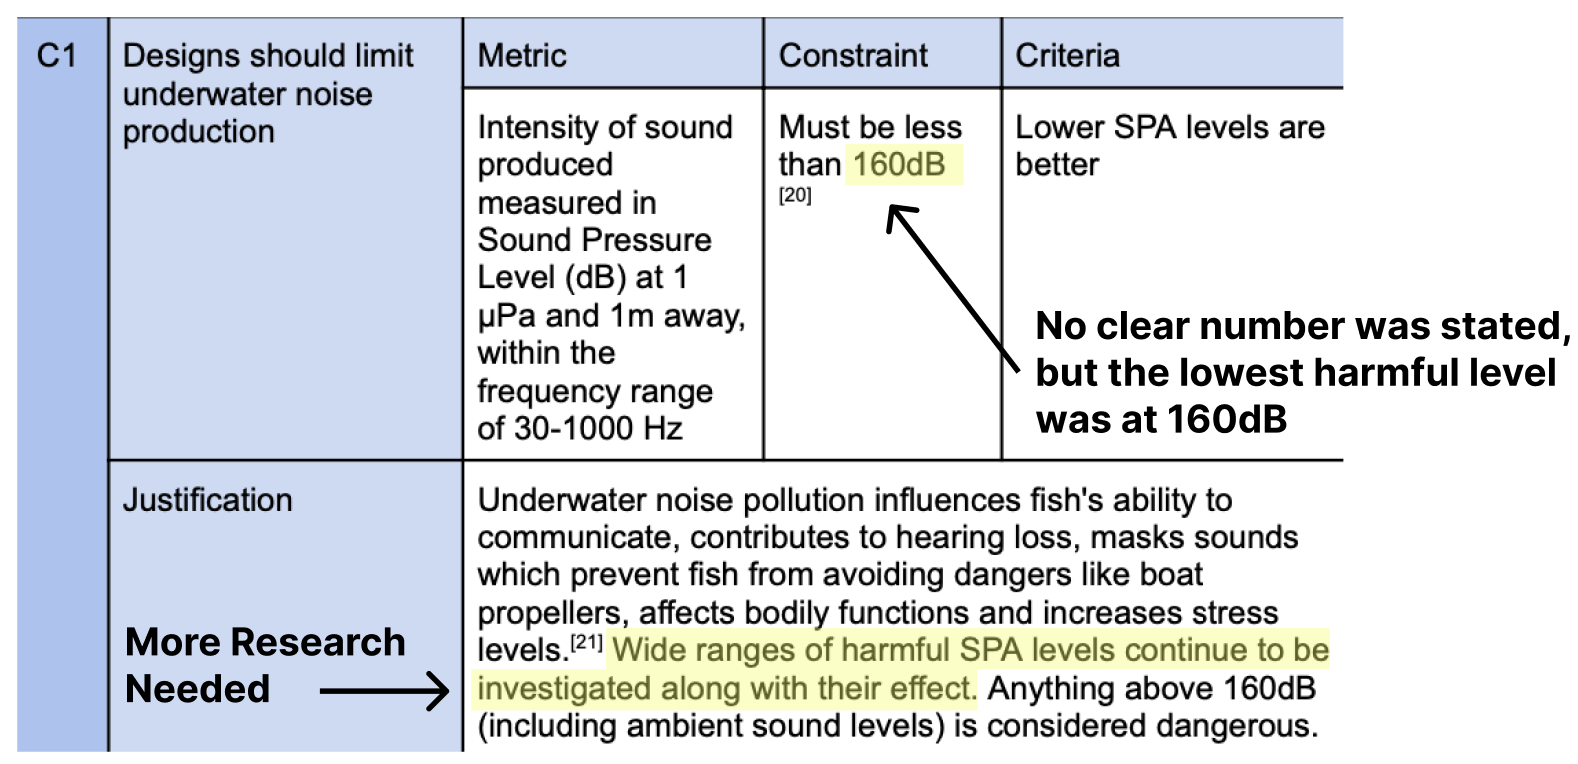 C1
Designs should limit
underwater noise
production
Metric
Constraint
Criteria
Intensity of sound
produced
measured in
Sound Pressure
Level (dB) at 1
µPa and 1m away,
within the
frequency range
of 30-1000 Hz
Must be less
than 160dB
[20]
Lower SPA levels are
better
No clear number was stated,
but the lowest harmful level
was at 160dB
Justification
More Research
Needed
Underwater noise pollution influences fish's ability to
communicate, contributes to hearing loss, masks sounds
which prevent fish from avoiding dangers like boat
propellers, affects bodily functions and increases stress
levels.[21] Wide ranges of harmful SPA levels continue to be
investigated along with their effect. Anything above 160dB
(including ambient sound levels) is considered dangerous.